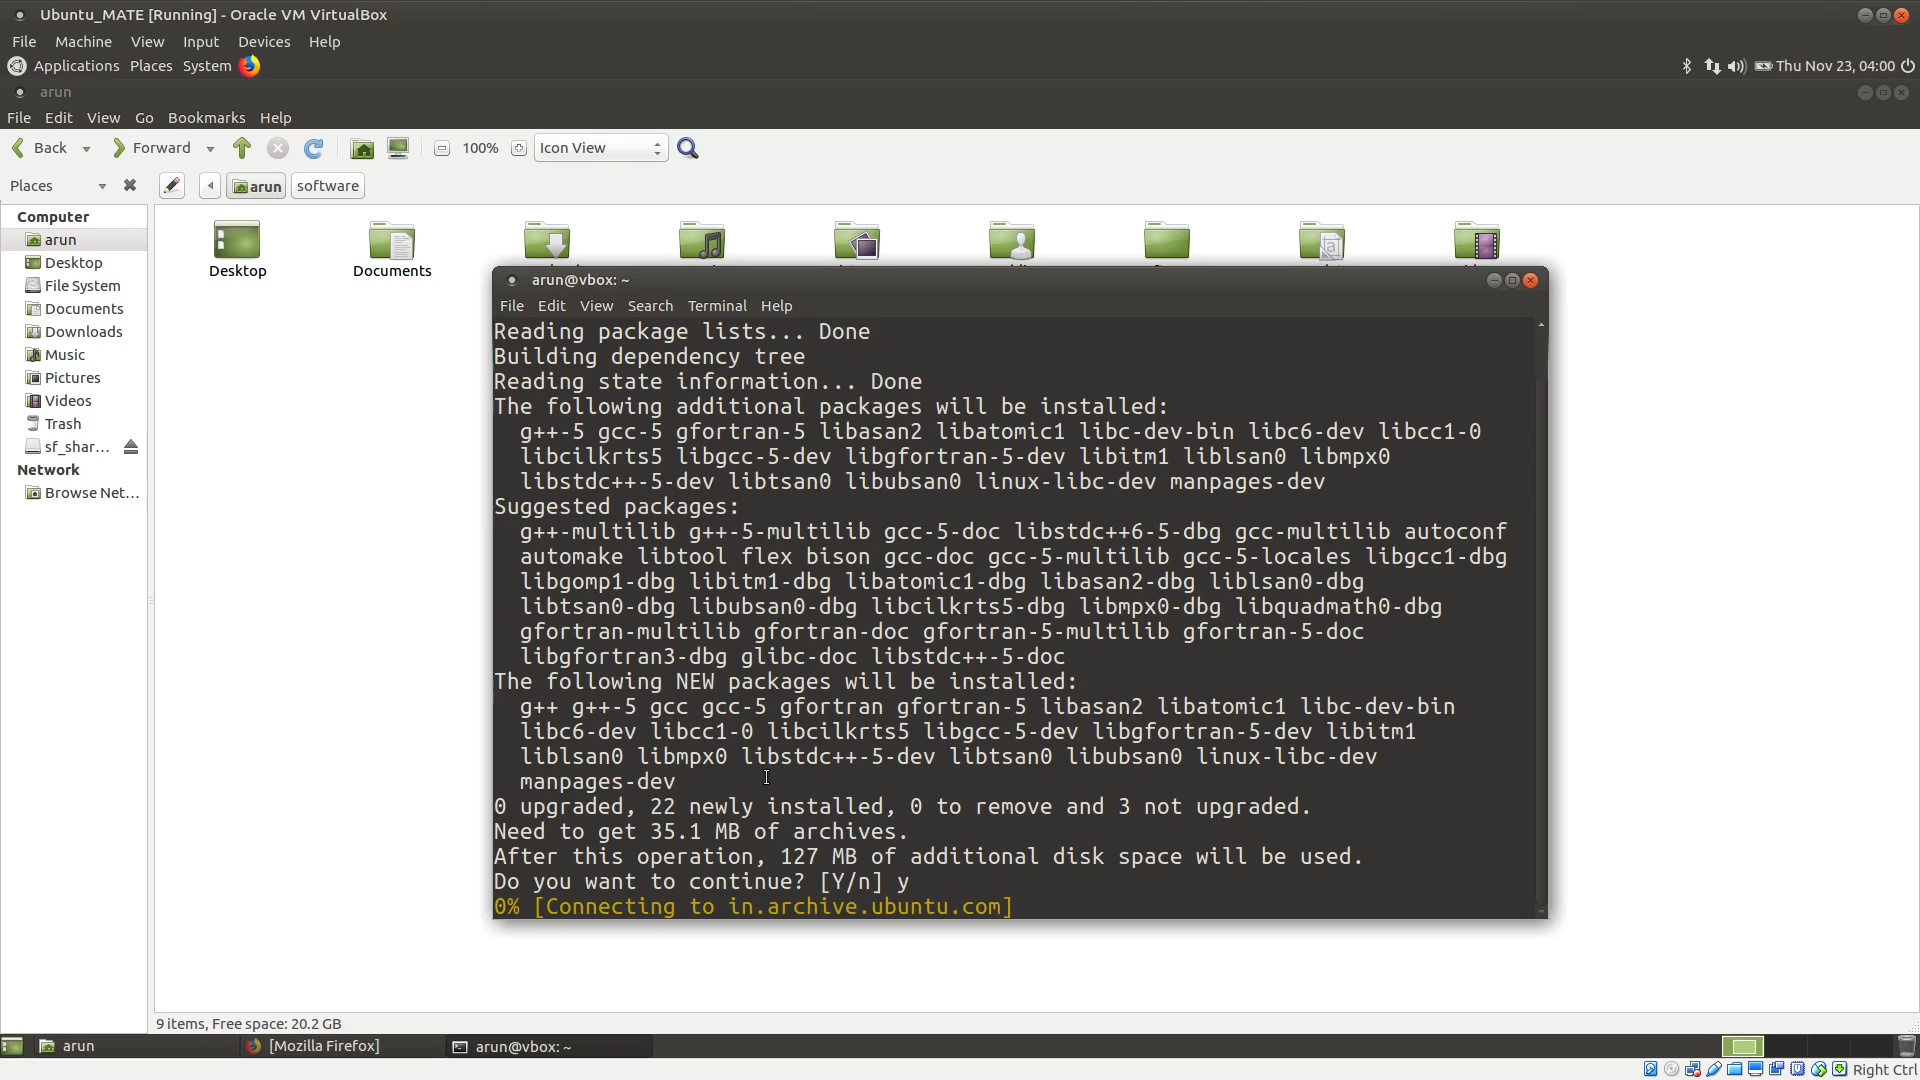 Ubuntu_MATE [Running] - Oracle VM VirtualBox
File Machine View Input Devices Help
Applications Places System Thu Nov 23, 04:00
arun
File Edit View Go Bookmarks Help
Back Forward 100% Icon View
Places arun software
Computer
arun
Desktop
File System
Documents
Downloads
Music
Pictures
Videos
Trash
sf_shar...
Network
Browse Net...
Desktop
Documents
arun@vbox: ~
File Edit View Search Terminal Help
Reading package lists... Done
Building dependency tree
Reading state information... Done
The following additional packages will be installed:
g++-5 gcc-5 gfortran-5 libasan2 libatomic1 libc-dev-bin libc6-dev libcc1-0
libcilkrts5 libgcc-5-dev libgfortran-5-dev libitm1 liblsan0 libmpx0
libstdc++-5-dev libtsan0 libubsan0 linux-libc-dev manpages-dev
Suggested packages:
g++-multilib g++-5-multilib gcc-5-doc libstdc++6-5-dbg gcc-multilib autoconf
automake libtool flex bison gcc-doc gcc-5-multilib gcc-5-locales libgcc1-dbg
libgomp1-dbg libitm1-dbg libatomic1-dbg libasan2-dbg liblsan0-dbg
libtsan0-dbg libubsan0-dbg libcilkrts5-dbg libmpx0-dbg libquadmath0-dbg
gfortran-multilib gfortran-doc gfortran-5-multilib gfortran-5-doc
libgfortran3-dbg glibc-doc libstdc++-5-doc
The following NEW packages will be installed:
g++ g++-5 gcc gcc-5 gfortran gfortran-5 libasan2 libatomic1 libc-dev-bin
libc6-dev libcc1-0 libcilkrts5 libgcc-5-dev libgfortran-5-dev libitm1
liblsan0 libmpx0 libstdc++-5-dev libtsan0 libubsan0 linux-libc-dev
manpages-dev
0 upgraded, 22 newly installed, 0 to remove and 3 not upgraded.
Need to get 35.1 MB of archives.
After this operation, 127 MB of additional disk space will be used.
Do you want to continue? [Y/n] y
0% [Connecting to in.archive.ubuntu.com]
9 items, Free space: 20.2 GB
arun [Mozilla Firefox] arun@vbox: ~
Right Ctrl